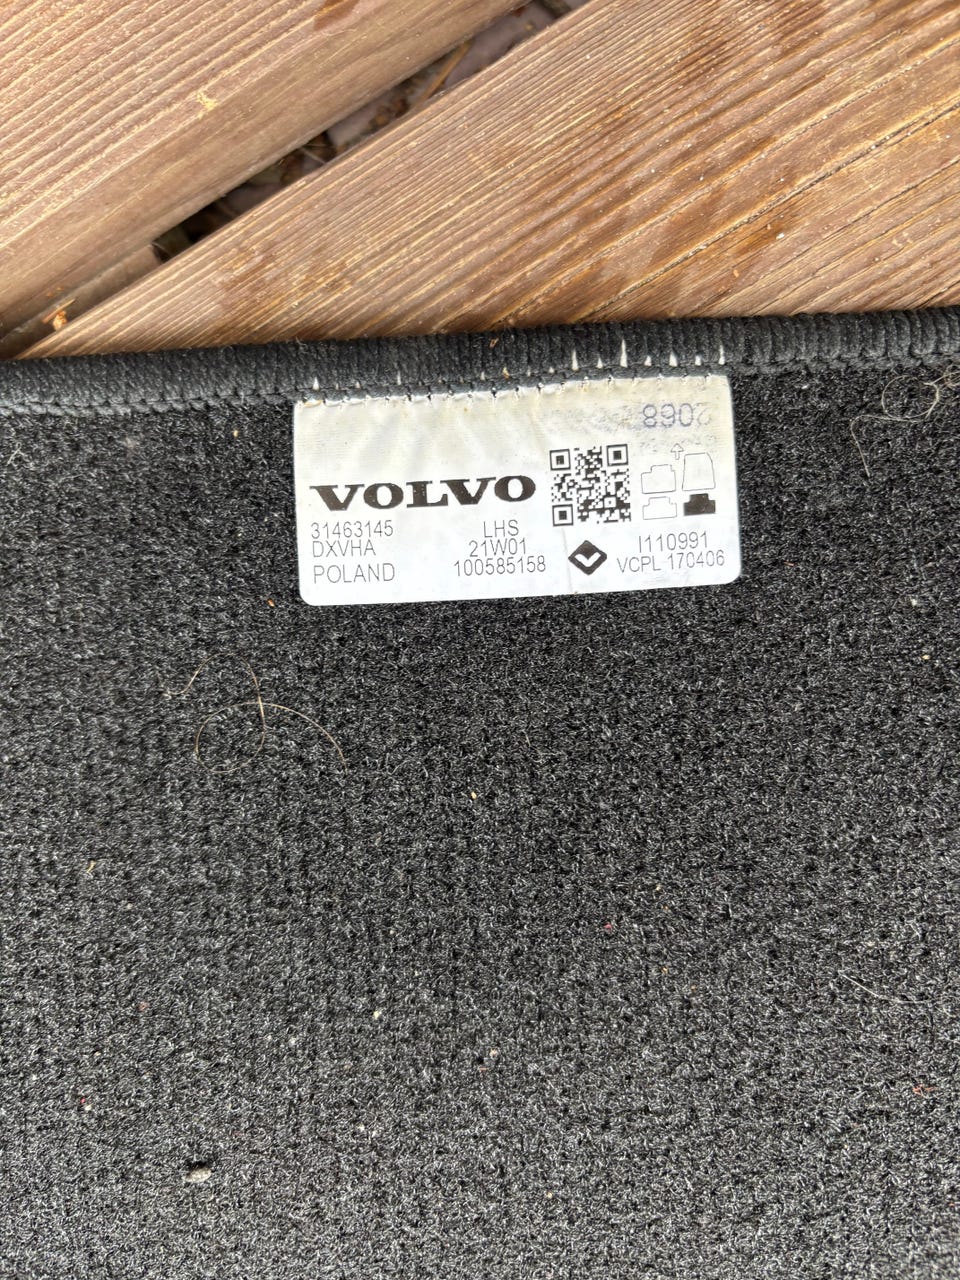 2068
VOLVO
31463145 LHS I110991
DXVHA 21W01 VCPL 170406
POLAND 100585158